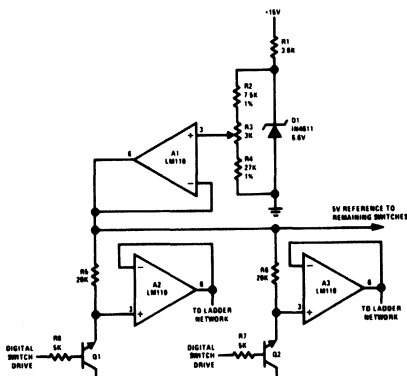 +15V
R1
3.6K
R2
7.5K
1%
R3
3K
R4
27K
1%
D1
IN4611
6.6V
A1
LM110
3
6
+
−
5V REFERENCE TO
REMAINING SWITCHES
R5
20K
A2
LM110
−
+
3
6
TO LADDER
NETWORK
R6
20K
A3
LM110
−
+
3
6
TO LADDER
NETWORK
DIGITAL
SWITCH
DRIVE
R8
5K
Q1
DIGITAL
SWITCH
DRIVE
R7
5K
Q2